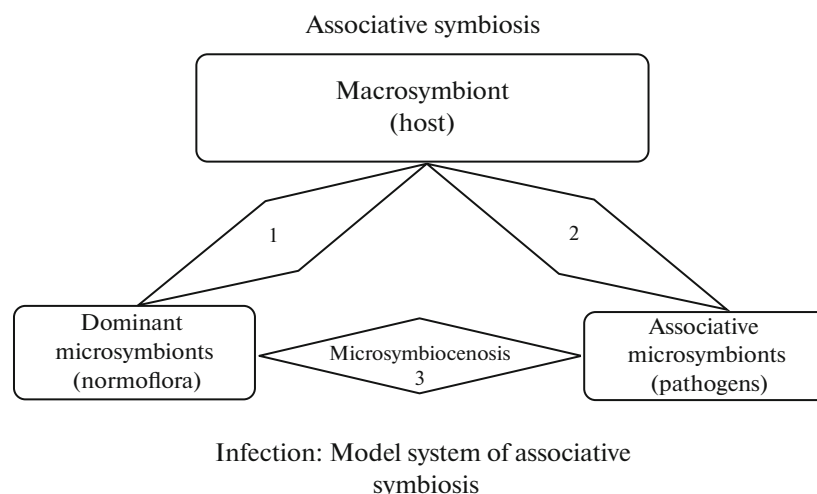 Associative symbiosis
Macrosymbiont
(host)
1
2
Dominant
microsymbionts
(normoflora)
Microsymbiocenosis
3
Associative
microsymbionts
(pathogens)
Infection: Model system of associative
symbiosis